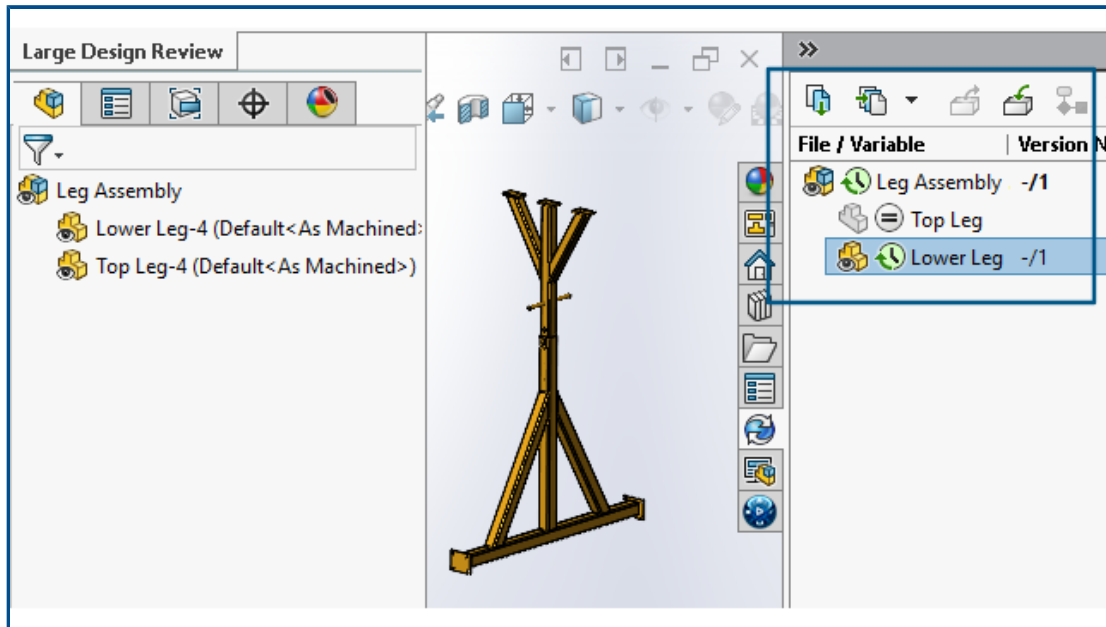 Large Design Review
Leg Assembly
Lower Leg-4 (Default<As Machined>
Top Leg-4 (Default<As Machined>)
File / Variable Version N
Leg Assembly -/1
Top Leg
Lower Leg -/1